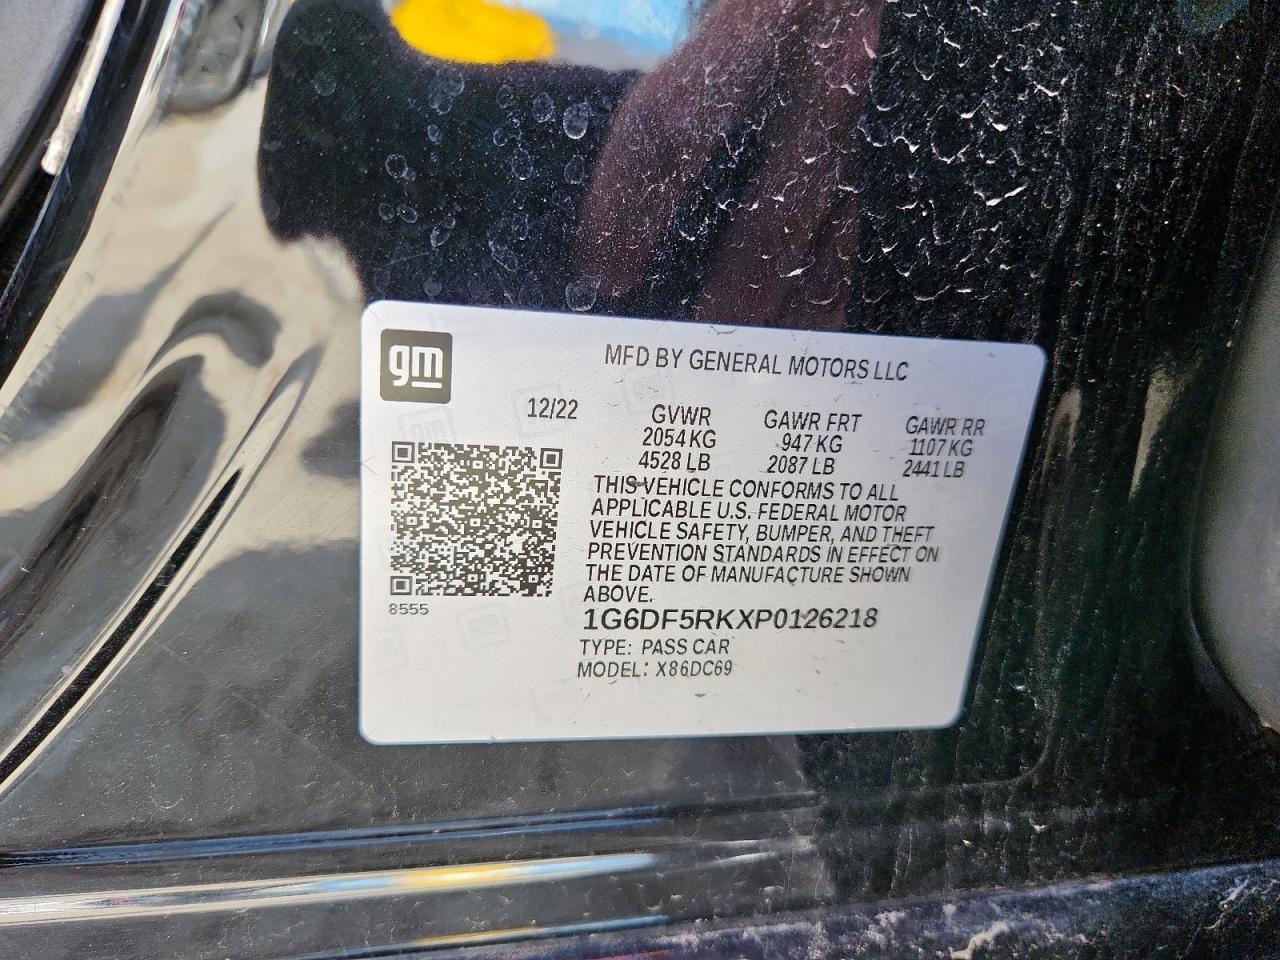 gm
MFD BY GENERAL MOTORS LLC
12/22 GVWR GAWR FRT GAWR RR
2054 KG 947 KG 1107 KG
4528 LB 2087 LB 2441 LB
THIS VEHICLE CONFORMS TO ALL
APPLICABLE U.S. FEDERAL MOTOR
VEHICLE SAFETY, BUMPER, AND THEFT
PREVENTION STANDARDS IN EFFECT ON
THE DATE OF MANUFACTURE SHOWN
ABOVE.
8555
1G6DF5RKXP0126218
TYPE: PASS CAR
MODEL: X86DC69